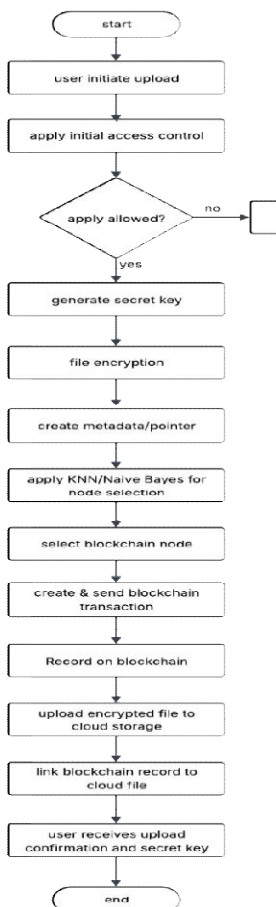 start
user initiate upload
apply initial access control
apply allowed?
no
yes
generate secret key
file encryption
create metadata/pointer
apply KNN/Naive Bayes for
node selection
select blockchain node
create & send blockchain
transaction
Record on blockchain
upload encrypted file to
cloud storage
link blockchain record to
cloud file
user receives upload
confirmation and secret key
end